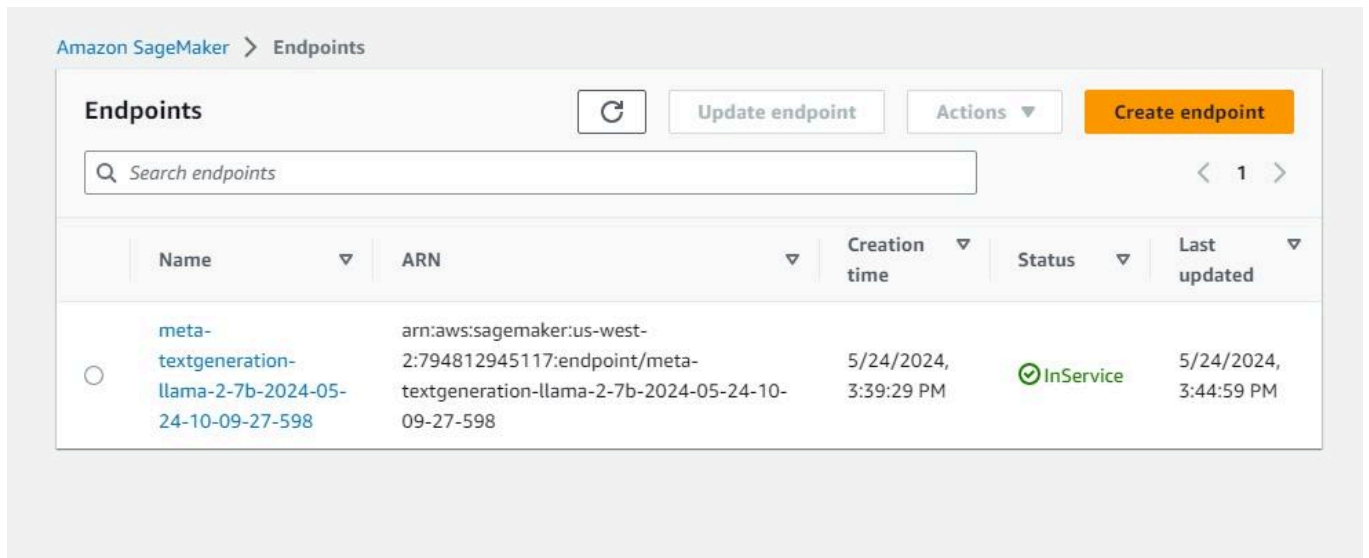 Amazon SageMaker > Endpoints
Endpoints
Update endpoint
Actions
Create endpoint
Search endpoints
1
Name
ARN
Creation
time
Status
Last
updated
meta-
textgeneration-
llama-2-7b-2024-05-
24-10-09-27-598
arn:aws:sagemaker:us-west-
2:794812945117:endpoint/meta-
textgeneration-llama-2-7b-2024-05-24-10-
09-27-598
5/24/2024,
3:39:29 PM
InService
5/24/2024,
3:44:59 PM